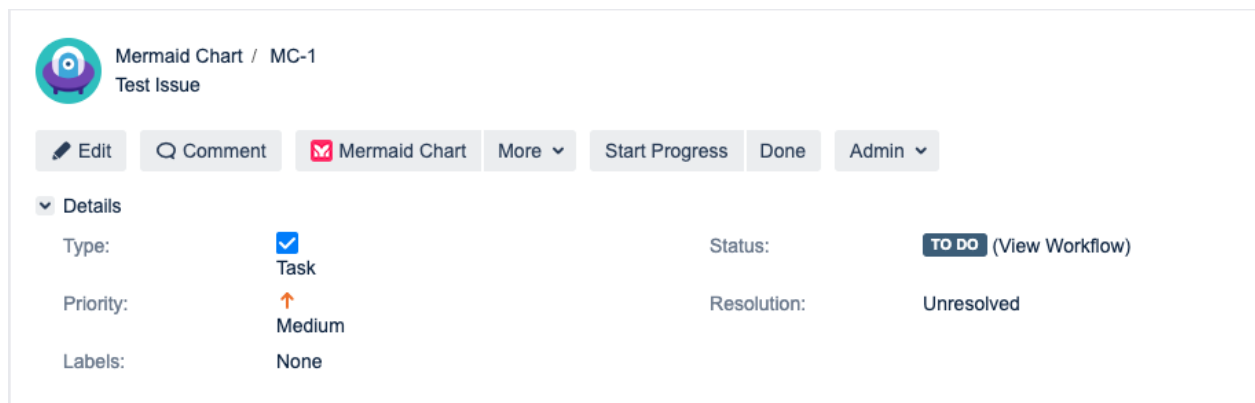 Mermaid Chart / MC-1
Test Issue
Edit Comment Mermaid Chart More Start Progress Done Admin
Details
Type: Task Status: TO DO (View Workflow)
Priority: Medium Resolution: Unresolved
Labels: None